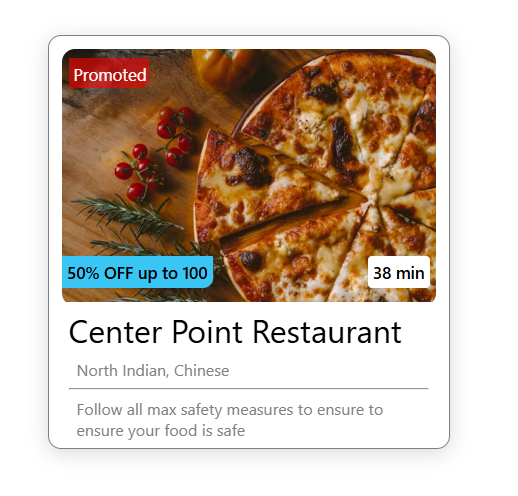 Promoted
50% OFF up to 100
38 min
Center Point Restaurant
North Indian, Chinese
Follow all max safety measures to ensure to
ensure your food is safe